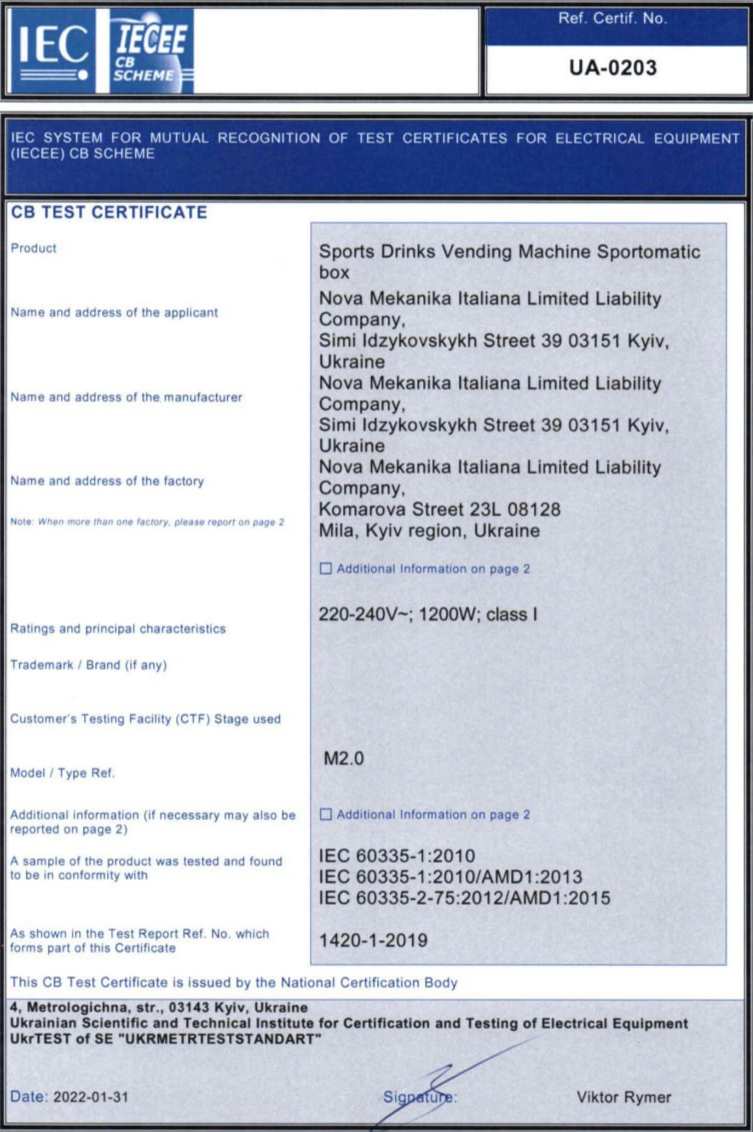 IEC
IECEE
CB
SCHEME
Ref. Certif. No.
UA-0203
IEC SYSTEM FOR MUTUAL RECOGNITION OF TEST CERTIFICATES FOR ELECTRICAL EQUIPMENT
(IECEE) CB SCHEME
CB TEST CERTIFICATE
Product
Sports Drinks Vending Machine Sportomatic
box
Name and address of the applicant
Nova Mekanika Italiana Limited Liability
Company,
Simi Idzykovskykh Street 39 03151 Kyiv,
Ukraine
Name and address of the manufacturer
Nova Mekanika Italiana Limited Liability
Company,
Simi Idzykovskykh Street 39 03151 Kyiv,
Ukraine
Name and address of the factory
Nova Mekanika Italiana Limited Liability
Company,
Komarova Street 23L 08128
Mila, Kyiv region, Ukraine
Note: When more than one factory, please report on page 2
Additional Information on page 2
Ratings and principal characteristics
220-240V~; 1200W; class I
Trademark / Brand (if any)
Customer's Testing Facility (CTF) Stage used
Model / Type Ref.
M2.0
Additional information (if necessary may also be
reported on page 2)
Additional Information on page 2
A sample of the product was tested and found
to be in conformity with
IEC 60335-1:2010
IEC 60335-1:2010/AMD1:2013
IEC 60335-2-75:2012/AMD1:2015
As shown in the Test Report Ref. No. which
forms part of this Certificate
1420-1-2019
This CB Test Certificate is issued by the National Certification Body
4, Metrologichna, str., 03143 Kyiv, Ukraine
Ukrainian Scientific and Technical Institute for Certification and Testing of Electrical Equipment
UkrTEST of SE "UKRMETRTESTSTANDART"
Date: 2022-01-31
Signature:
Viktor Rymer